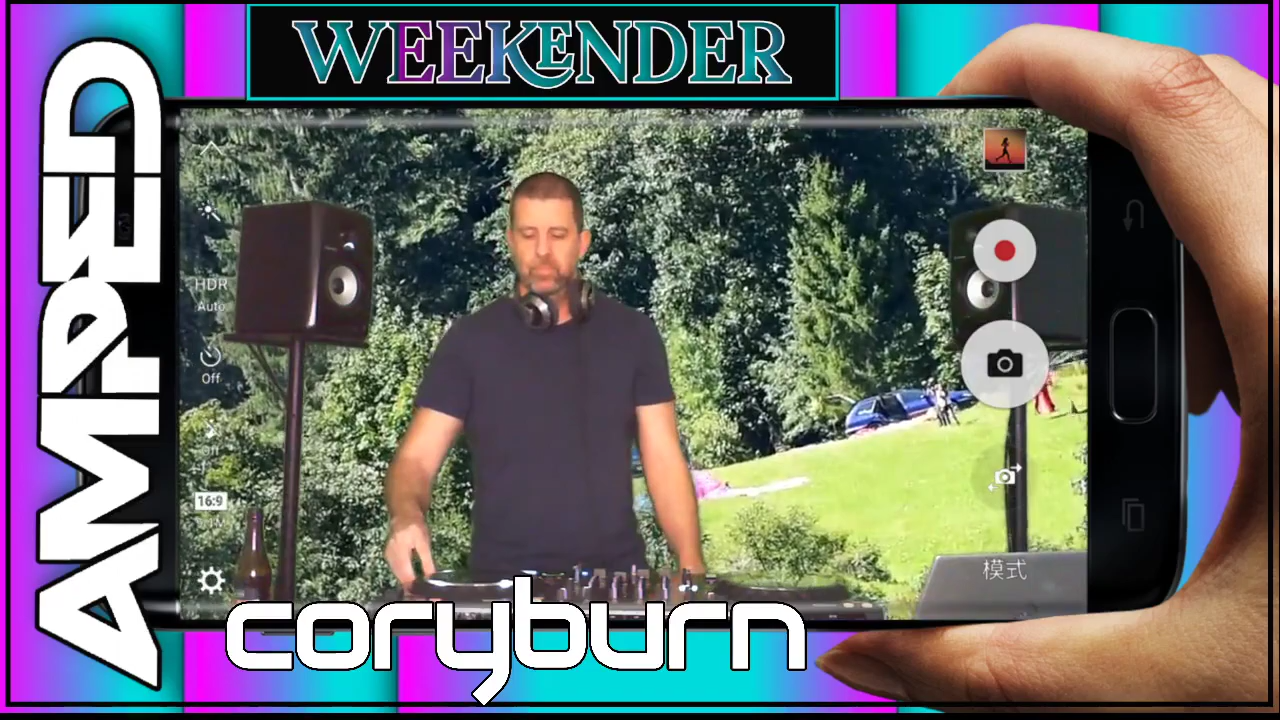 WEEKENDER
AMPED
HDR
Auto
Off
16:9
模式
coryburn